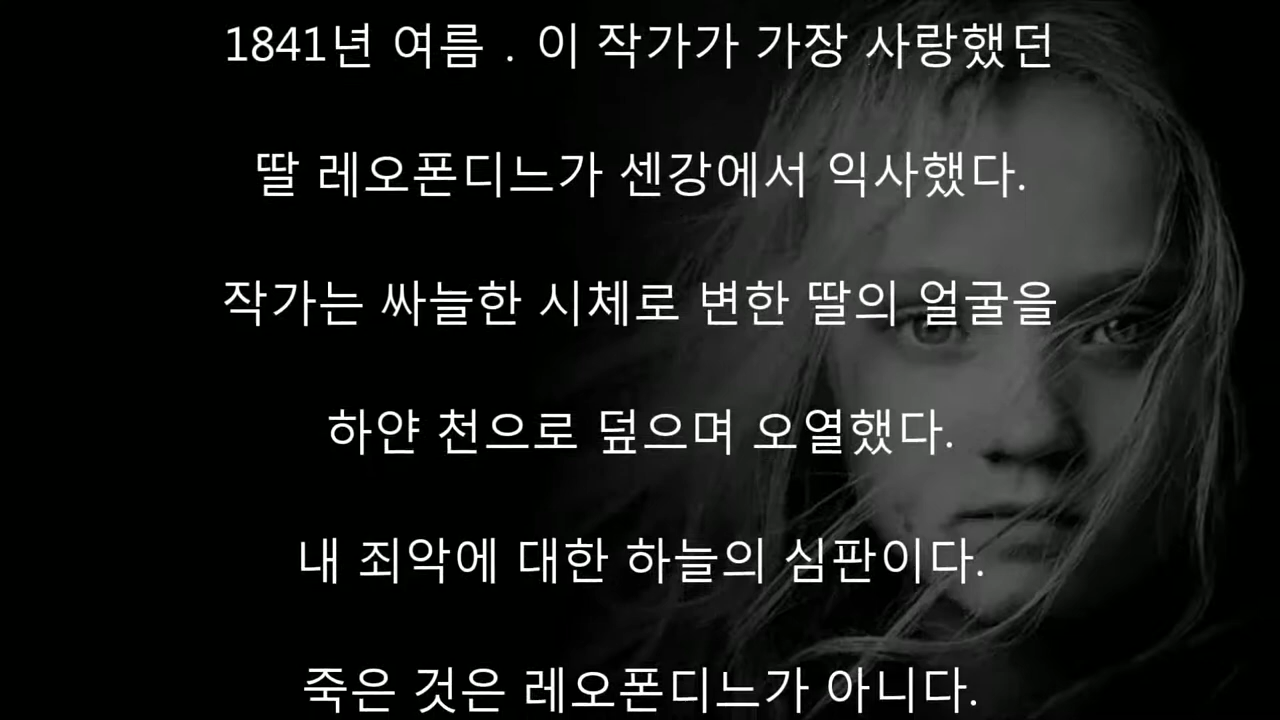 1841년 여름 . 이 작가가 가장 사랑했던
딸 레오폰디느가 센강에서 익사했다.
작가는 싸늘한 시체로 변한 딸의 얼굴을
하얀 천으로 덮으며 오열했다.
내 죄악에 대한 하늘의 심판이다.
죽은 것은 레오폰디느가 아니다.